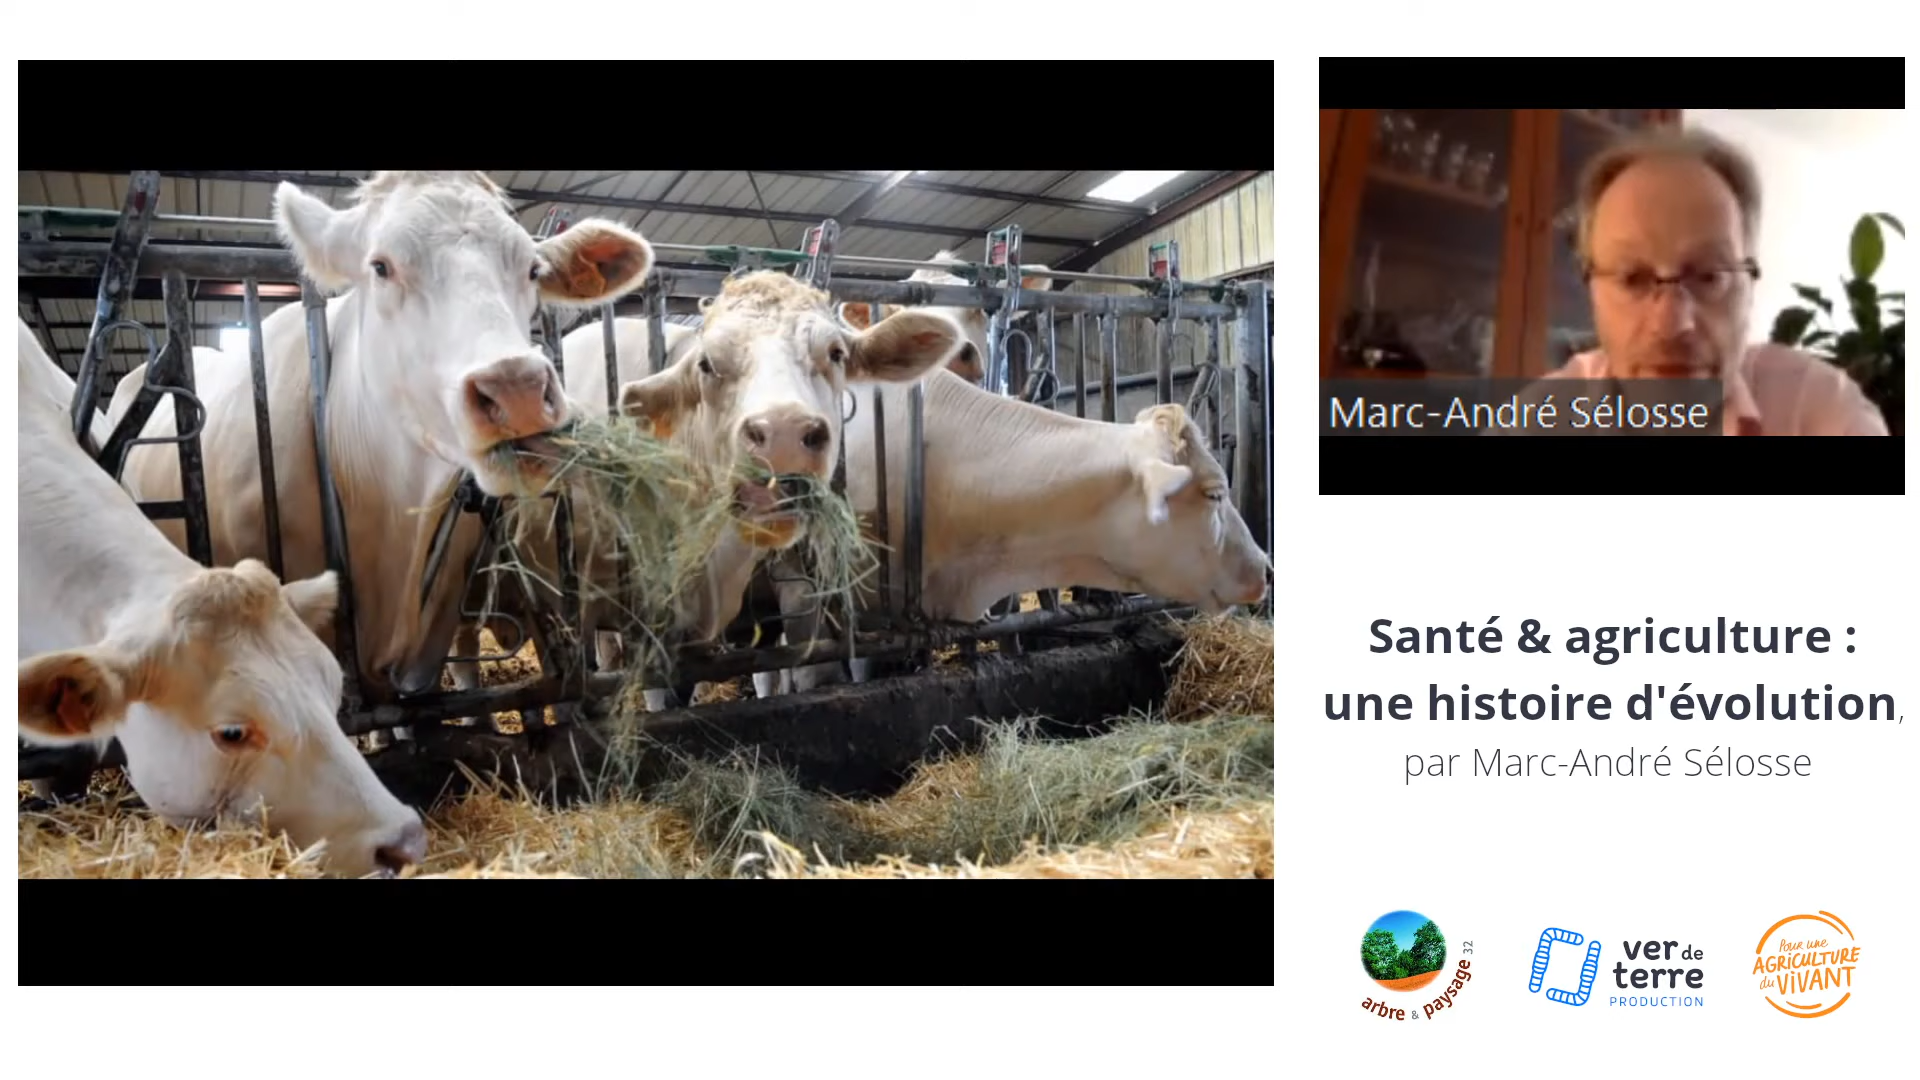 Marc-André Sélosse
Santé & agriculture :
une histoire d'évolution,
par Marc-André Sélosse
arbre & paysage 32
ver de
terre
PRODUCTION
Pour une
AGRICULTURE
du ViVANT